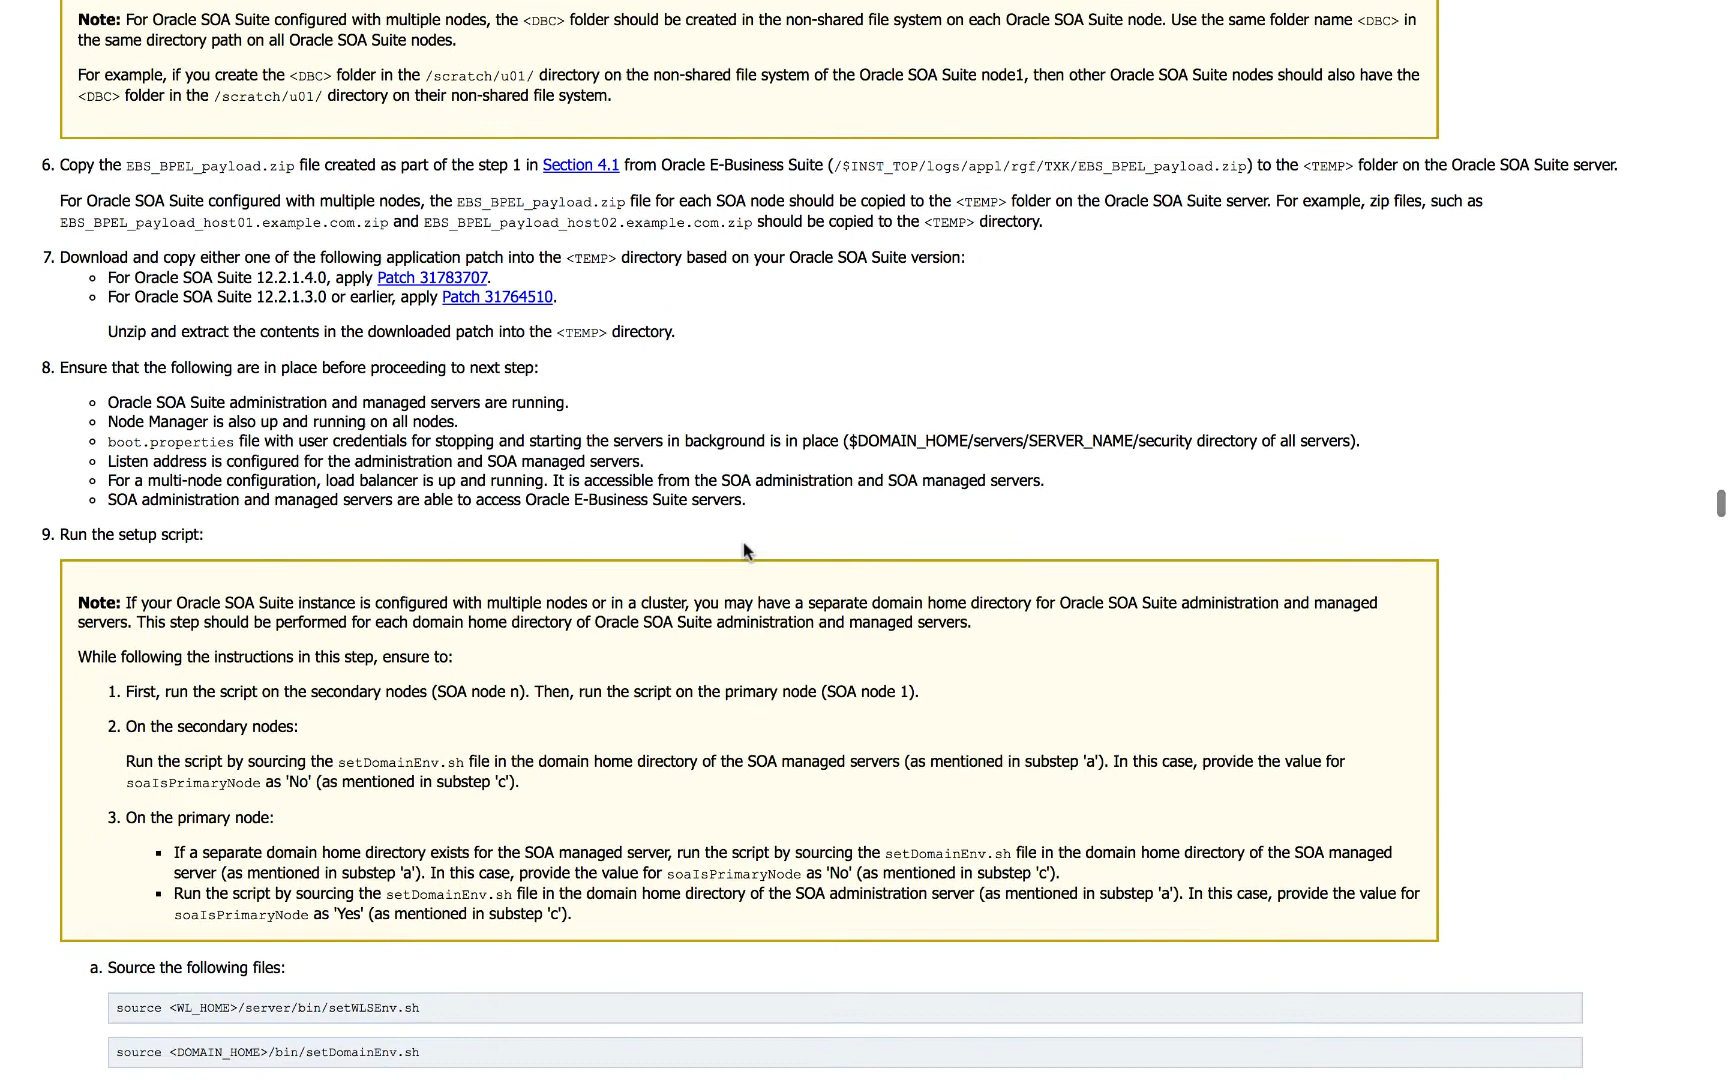 Note: For Oracle SOA Suite configured with multiple nodes, the <DBC> folder should be created in the non-shared file system on each Oracle SOA Suite node. Use the same folder name <DBC> in
the same directory path on all Oracle SOA Suite nodes.
For example, if you create the <DBC> folder in the /scratch/u01/ directory on the non-shared file system of the Oracle SOA Suite node1, then other Oracle SOA Suite nodes should also have the
<DBC> folder in the /scratch/u01/ directory on their non-shared file system.
6. Copy the EBS_BPEL_payload.zip file created as part of the step 1 in Section 4.1 from Oracle E-Business Suite (/$INST_TOP/logs/appl/rgf/TXK/EBS_BPEL_payload.zip) to the <TEMP> folder on the Oracle SOA Suite server.
For Oracle SOA Suite configured with multiple nodes, the EBS_BPEL_payload.zip file for each SOA node should be copied to the <TEMP> folder on the Oracle SOA Suite server. For example, zip files, such as
EBS_BPEL_payload_host01.example.com.zip and EBS_BPEL_payload_host02.example.com.zip should be copied to the <TEMP> directory.
7. Download and copy either one of the following application patch into the <TEMP> directory based on your Oracle SOA Suite version:
◦ For Oracle SOA Suite 12.2.1.4.0, apply Patch 31783707.
◦ For Oracle SOA Suite 12.2.1.3.0 or earlier, apply Patch 31764510.
Unzip and extract the contents in the downloaded patch into the <TEMP> directory.
8. Ensure that the following are in place before proceeding to next step:
◦ Oracle SOA Suite administration and managed servers are running.
◦ Node Manager is also up and running on all nodes.
◦ boot.properties file with user credentials for stopping and starting the servers in background is in place ($DOMAIN_HOME/servers/SERVER_NAME/security directory of all servers).
◦ Listen address is configured for the administration and SOA managed servers.
◦ For a multi-node configuration, load balancer is up and running. It is accessible from the SOA administration and SOA managed servers.
◦ SOA administration and managed servers are able to access Oracle E-Business Suite servers.
9. Run the setup script:
Note: If your Oracle SOA Suite instance is configured with multiple nodes or in a cluster, you may have a separate domain home directory for Oracle SOA Suite administration and managed
servers. This step should be performed for each domain home directory of Oracle SOA Suite administration and managed servers.
While following the instructions in this step, ensure to:
1. First, run the script on the secondary nodes (SOA node n). Then, run the script on the primary node (SOA node 1).
2. On the secondary nodes:
Run the script by sourcing the setDomainEnv.sh file in the domain home directory of the SOA managed servers (as mentioned in substep 'a'). In this case, provide the value for
soaIsPrimaryNode as 'No' (as mentioned in substep 'c').
3. On the primary node:
▪ If a separate domain home directory exists for the SOA managed server, run the script by sourcing the setDomainEnv.sh file in the domain home directory of the SOA managed
server (as mentioned in substep 'a'). In this case, provide the value for soaIsPrimaryNode as 'No' (as mentioned in substep 'c').
▪ Run the script by sourcing the setDomainEnv.sh file in the domain home directory of the SOA administration server (as mentioned in substep 'a'). In this case, provide the value for
soaIsPrimaryNode as 'Yes' (as mentioned in substep 'c').
a. Source the following files:
source <WL_HOME>/server/bin/setWLSEnv.sh
source <DOMAIN_HOME>/bin/setDomainEnv.sh